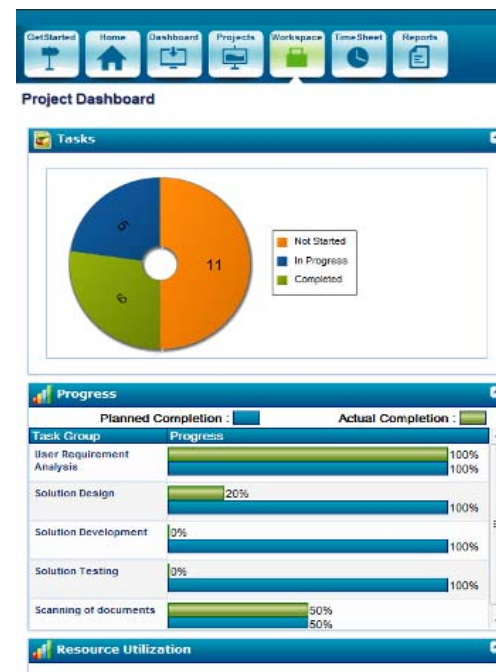 GetStarted Home Dashboard Projects Workspace TimeSheet Reports
Project Dashboard
Tasks
5
11
6
Not Started
In Progress
Completed
Progress
Planned Completion : Actual Completion :
Task Group Progress
User Requirement Analysis
100%
100%
Solution Design
20%
100%
Solution Development
0%
100%
Solution Testing
0%
100%
Scanning of documents
50%
50%
Resource Utilization